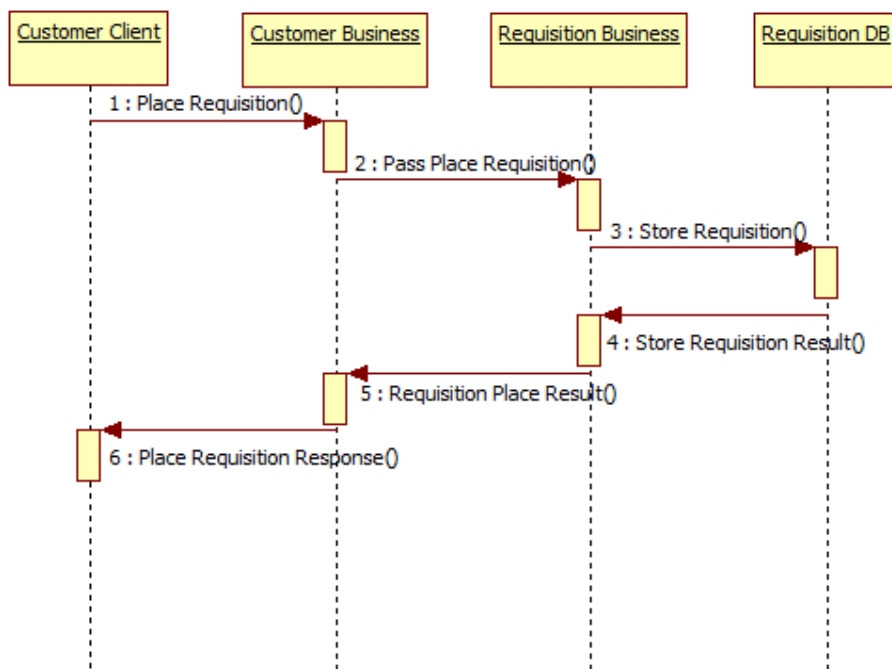 Customer Client
Customer Business
Requisition Business
Requisition DB
1 : Place Requisition()
2 : Pass Place Requisition()
3 : Store Requisition()
4 : Store Requisition Result()
5 : Requisition Place Result()
6 : Place Requisition Response()